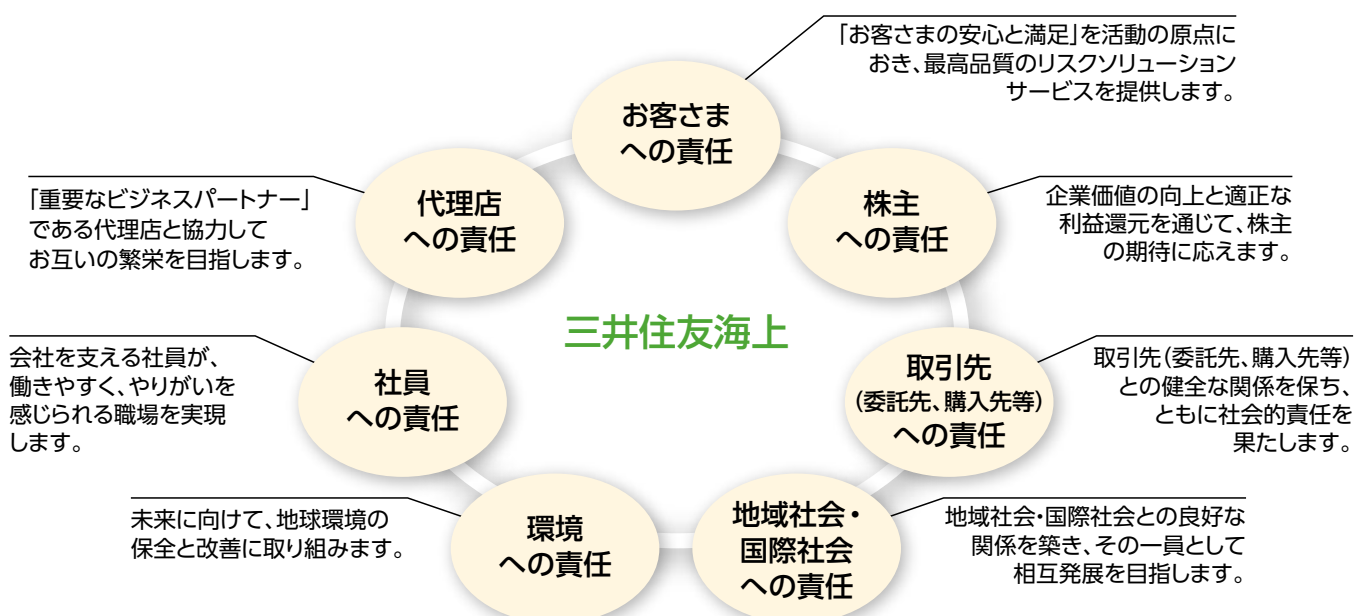 「お客さまの安心と満足」を活動の原点に
おき、最高品質のリスクソリューション
サービスを提供します。
お客さま
への責任
「重要なビジネスパートナー」
である代理店と協力して
お互いの繁栄を目指します。
代理店
への責任
株主
への責任
企業価値の向上と適正な
利益還元を通じて、株主
の期待に応えます。
三井住友海上
会社を支える社員が、
働きやすく、やりがいを
感じられる職場を実現
します。
社員
への責任
取引先
(委託先、購入先等)
への責任
取引先(委託先、購入先等)
との健全な関係を保ち、
ともに社会的責任を
果たします。
未来に向けて、地球環境の
保全と改善に取り組みます。
環境
への責任
地域社会・
国際社会
への責任
地域社会・国際社会との良好な
関係を築き、その一員として
相互発展を目指します。